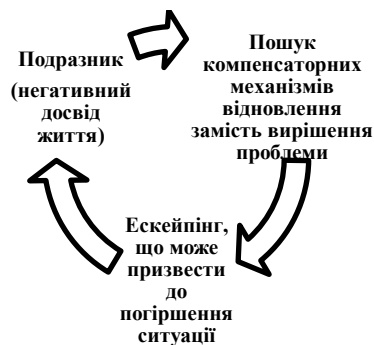 Подразник
(негативний
досвід
життя)
Пошук
компенсаторних
механізмів
відновлення
замість вирішення
проблеми
Ескейпінг,
що може
призвести
до
погіршення
ситуації